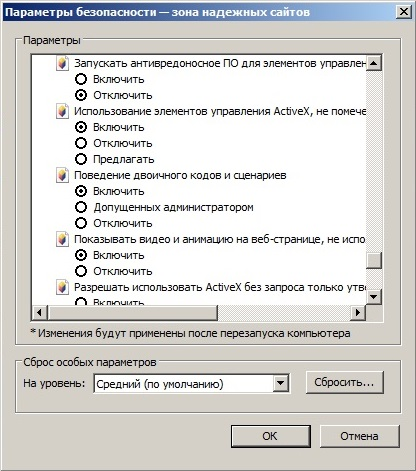 Параметры безопасности — зона надежных сайтов
Параметры
Запускать антивредоносное ПО для элементов управлен
Включить
Отключить
Использование элементов управления ActiveX, не помече
Включить
Отключить
Предлагать
Поведение двоичного кодов и сценариев
Включить
Допущенных администратором
Отключить
Показывать видео и анимацию на веб-странице, не испо
Включить
Отключить
Разрешать использовать ActiveX без запроса только утве
Включить
* Изменения будут применены после перезапуска компьютера
Сброс особых параметров
На уровень: Средний (по умолчанию) Сбросить...
OK Отмена